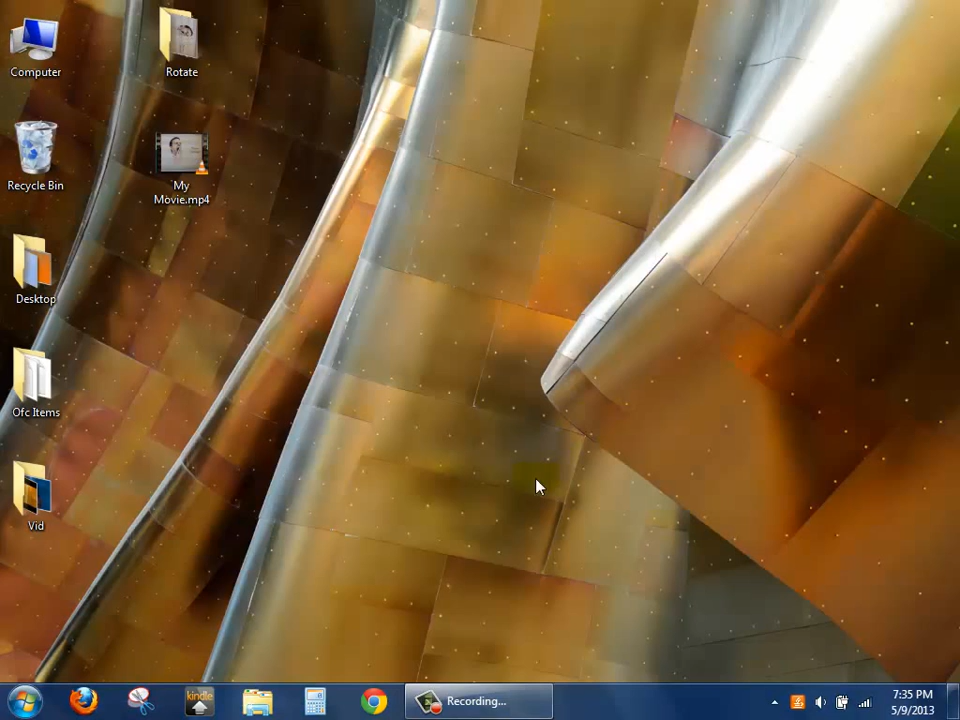 Computer
Rotate
Recycle Bin
My
Movie.mp4
Desktop
Ofc Items
Vid
kindle
Recording...
7:35 PM
5/9/2013